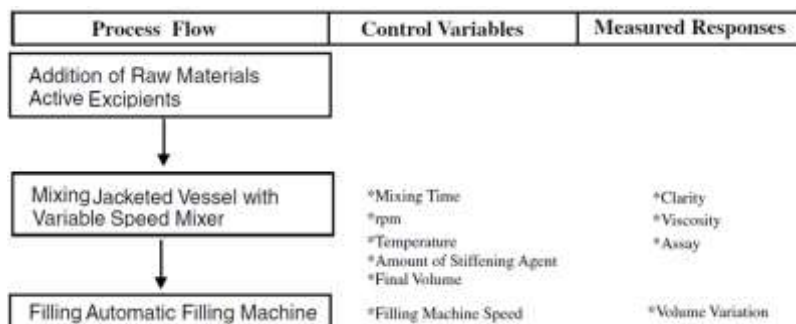 Process Flow Control Variables Measured Responses
Addition of Raw Materials
Active Excipients
Mixing Jacketed Vessel with
Variable Speed Mixer
*Mixing Time
*rpm
*Temperature
*Amount of Stiffening Agent
*Final Volume
*Clarity
*Viscosity
*Assay
Filling Automatic Filling Machine
*Filling Machine Speed
*Volume Variation